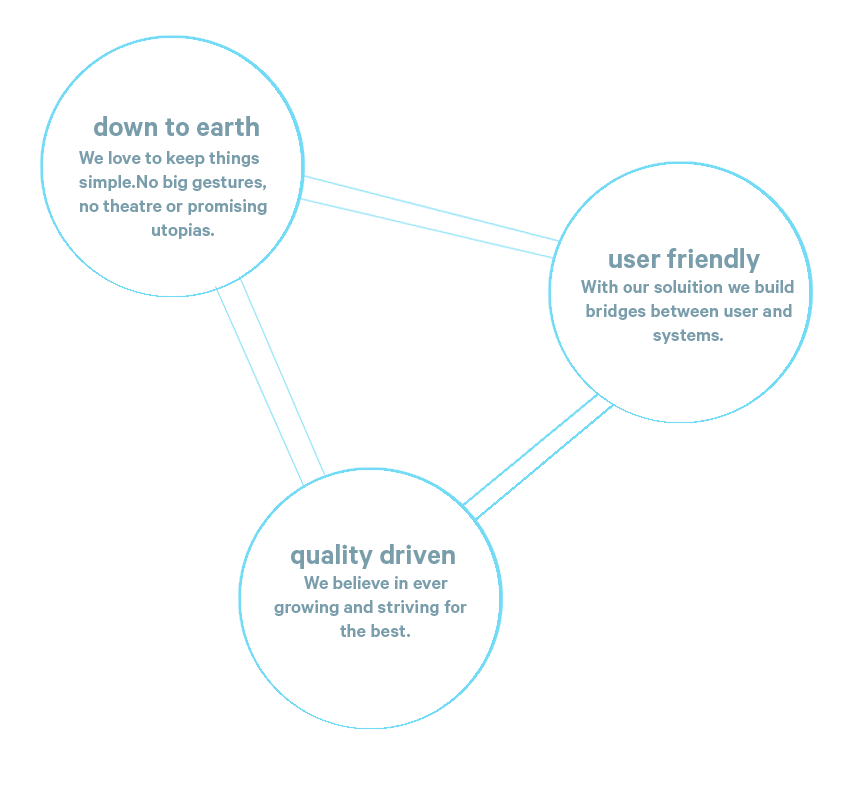 down to earth
We love to keep things
simple.No big gestures,
no theatre or promising
utopias.
user friendly
With our soluition we build
bridges between user and
systems.
quality driven
We believe in ever
growing and striving for
the best.